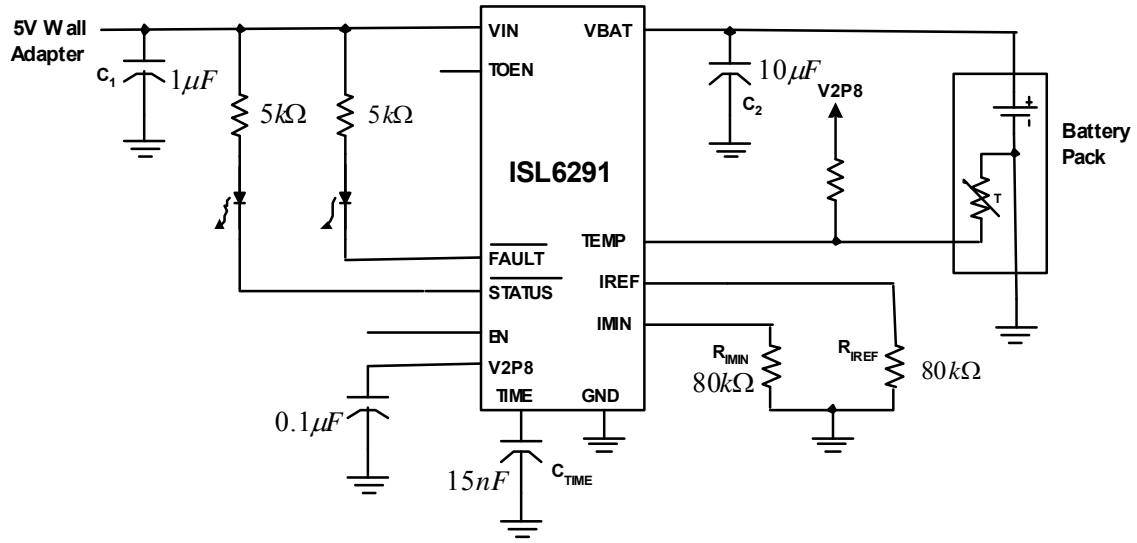 5V Wall
Adapter
C1
1μF
5kΩ
5kΩ
VIN
VBAT
TOEN
10μF
C2
V2P8
ISL6291
Battery
Pack
+
-
T
TEMP
FAULT
IREF
STATUS
IMIN
EN
RIMIN
80kΩ
RIREF
80kΩ
V2P8
TIME
GND
0.1μF
15nF
CTIME